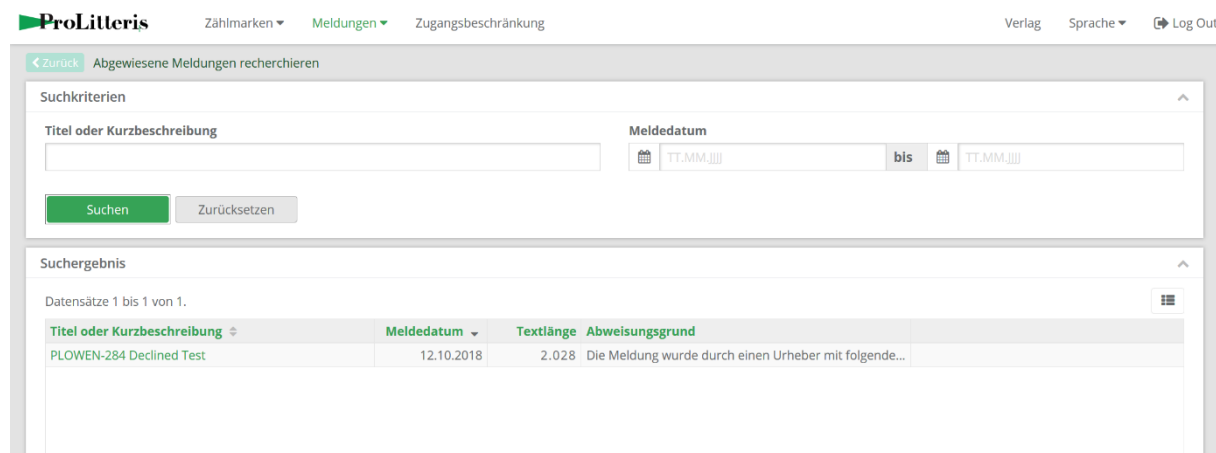 ProLitteris Zählmarken Meldungen Zugangsbeschränkung Verlag Sprache Log Out
Zurück Abgewiesene Meldungen recherchieren
Suchkriterien
Titel oder Kurzbeschreibung Meldedatum
TT.MM.JJJJ bis TT.MM.JJJJ
Suchen Zurücksetzen
Suchergebnis
Datensätze 1 bis 1 von 1.
Titel oder Kurzbeschreibung Meldedatum Textlänge Abweisungsgrund
PLOWEN-284 Declined Test 12.10.2018 2.028 Die Meldung wurde durch einen Urheber mit folgende...